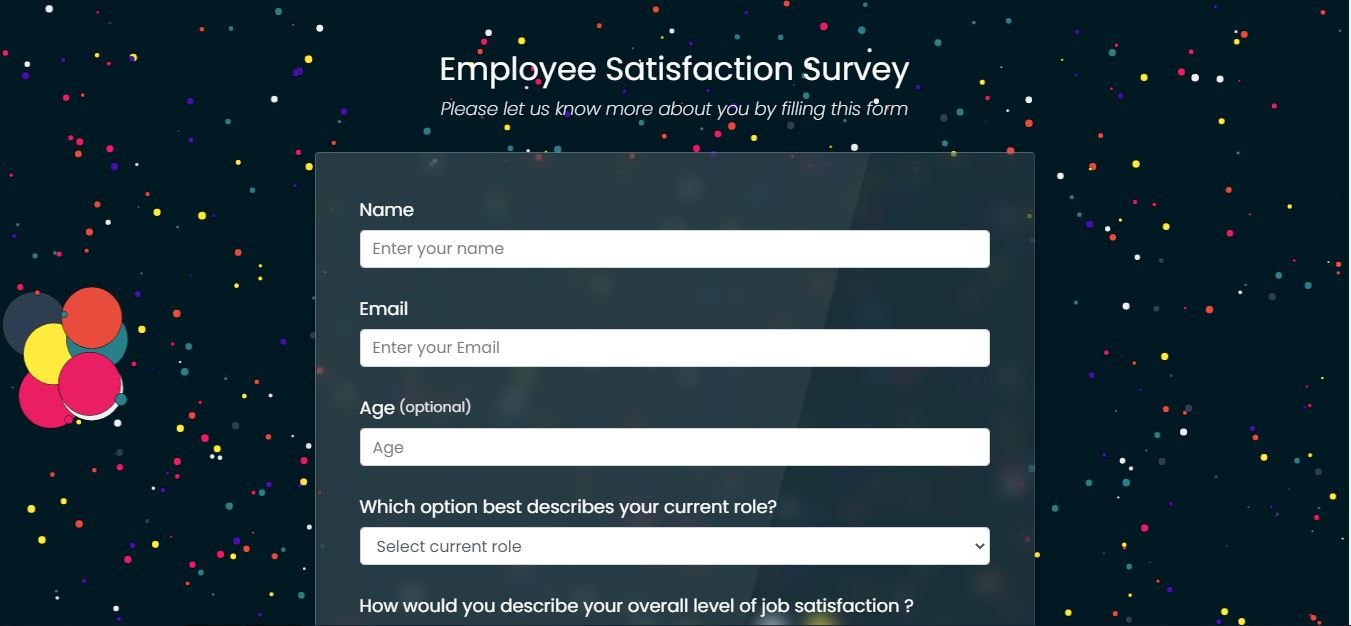 Employee Satisfaction Survey
Please let us know more about you by filling this form
Name
Enter your name
Email
Enter your Email
Age (optional)
Age
Which option best describes your current role?
Select current role
How would you describe your overall level of job satisfaction ?